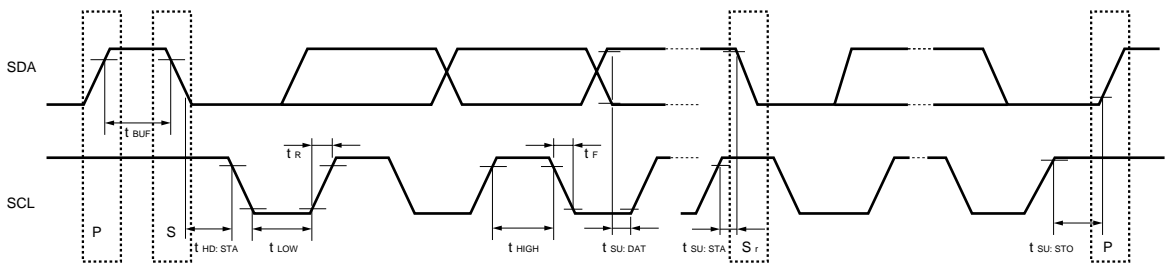 SDA
t BUF
t R
t F
SCL
P
S
t HD: STA
t LOW
t HIGH
t SU: DAT
t SU: STA
S r
t SU: STO
P